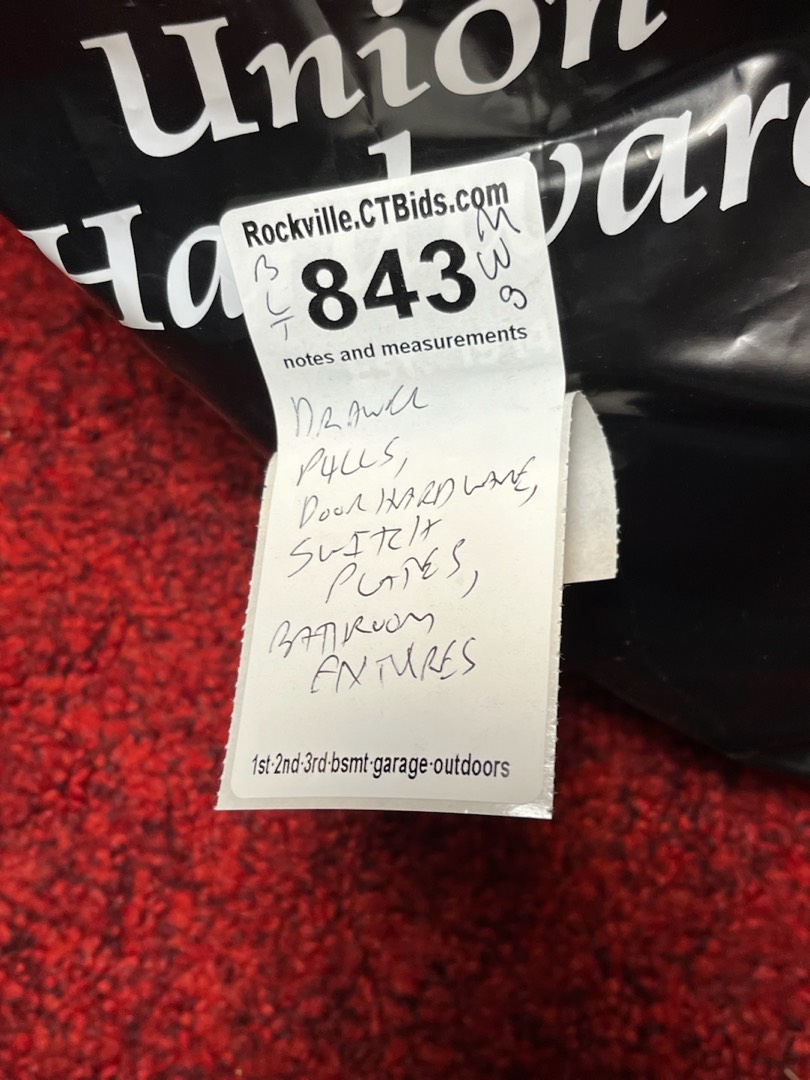 Union
Hardware
Rockville.CTBids.com
BLT
843
notes and measurements
DRAWER
PULLS,
DOOR HARDWARE,
SWITCH
PLATES,
BATHROOM
FIXTURES
1st·2nd·3rd·bsmt·garage·outdoors